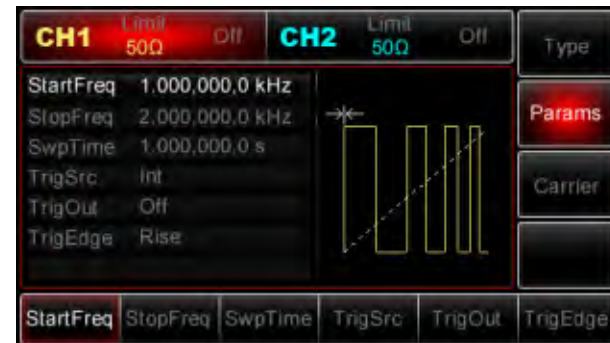 CH1 Limit 50Ω Off CH2 Limit 50Ω Off
Type
StartFreq 1.000,000,0 kHz
StopFreq 2.000,000,0 kHz
SwpTime 1.000,000,0 s
TrigSrc Int
TrigOut Off
TrigEdge Rise
Params
Carrier
StartFreq StopFreq SwpTime TrigSrc TrigOut TrigEdge